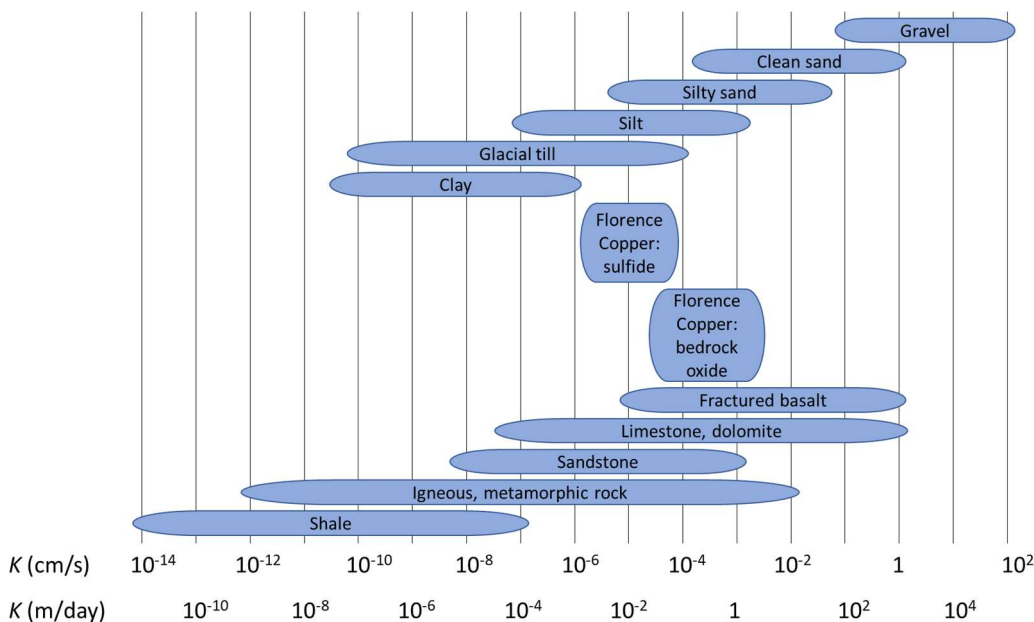 Gravel
Clean sand
Silty sand
Silt
Glacial till
Clay
Florence
Copper:
sulfide
Florence
Copper:
bedrock
oxide
Fractured basalt
Limestone, dolomite
Sandstone
Igneous, metamorphic rock
Shale
K (cm/s) 10⁻¹⁴ 10⁻¹² 10⁻¹⁰ 10⁻⁸ 10⁻⁶ 10⁻⁴ 10⁻² 1 10²
K (m/day) 10⁻¹⁰ 10⁻⁸ 10⁻⁶ 10⁻⁴ 10⁻² 1 10² 10⁴